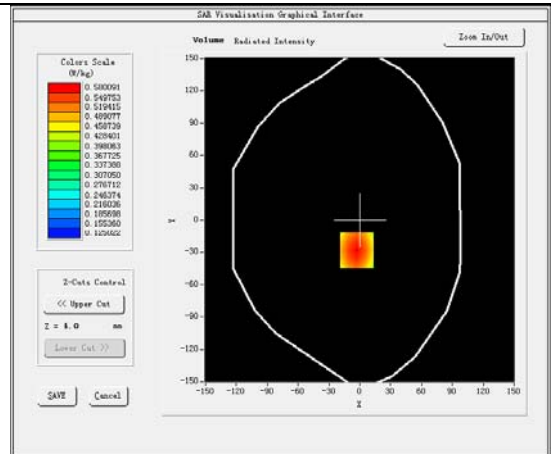 SAR Visualisation Graphical Interface
Volume Radiated Intensity
Zoom In/Out
Colors Scale
(W/kg)
0.580091
0.549753
0.519415
0.489077
0.458739
0.428401
0.398063
0.367725
0.337388
0.307050
0.276712
0.246374
0.216036
0.185698
0.155360
0.125022
150
120
90
60
30
0
-30
-60
-90
-120
-150
Y
-150 -120 -90 -60 -30 0 30 60 90 120 150
X
Z-Cuts Control
<< Upper Cut
Z = 4.0 mm
Lower Cut >>
SAVE Cancel